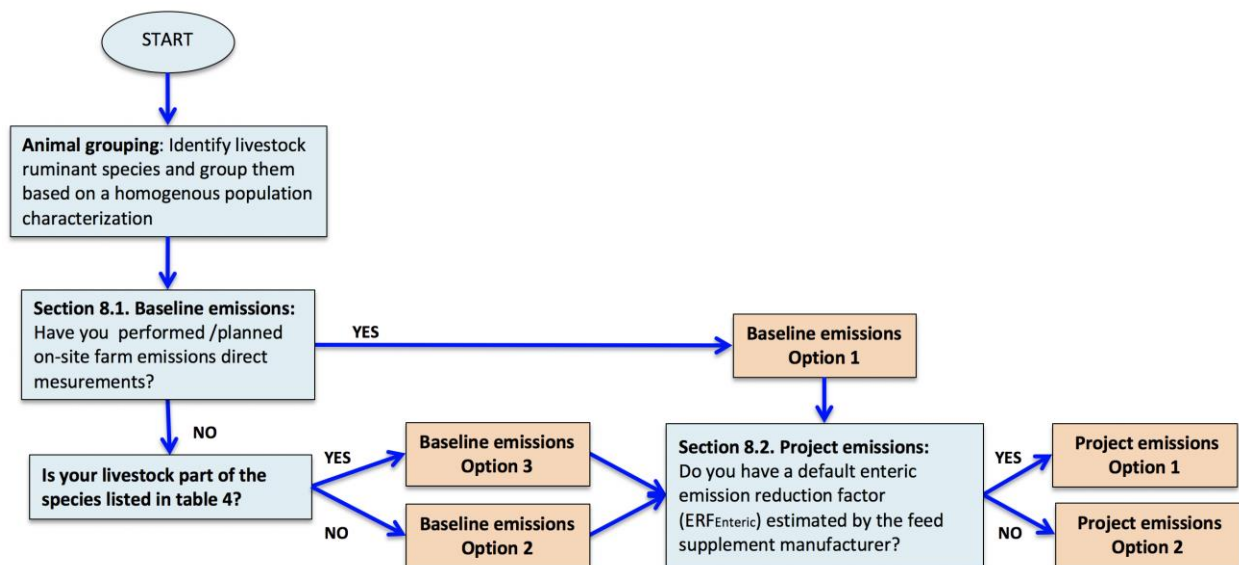 START
Animal grouping: Identify livestock
ruminant species and group them
based on a homogenous population
characterization
Section 8.1. Baseline emissions:
Have you performed /planned
on-site farm emissions direct
mesurements?
YES
Baseline emissions
Option 1
NO
Is your livestock part of the
species listed in table 4?
YES
Baseline emissions
Option 3
NO
Baseline emissions
Option 2
Section 8.2. Project emissions:
Do you have a default enteric
emission reduction factor
(ERFEnteric) estimated by the feed
supplement manufacturer?
YES
Project emissions
Option 1
NO
Project emissions
Option 2